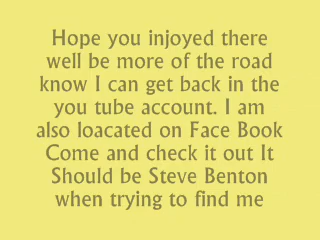 Hope you injoyed there
well be more of the road
know I can get back in the
you tube account. I am
also loacated on Face Book
Come and check it out It
Should be Steve Benton
when trying to find me